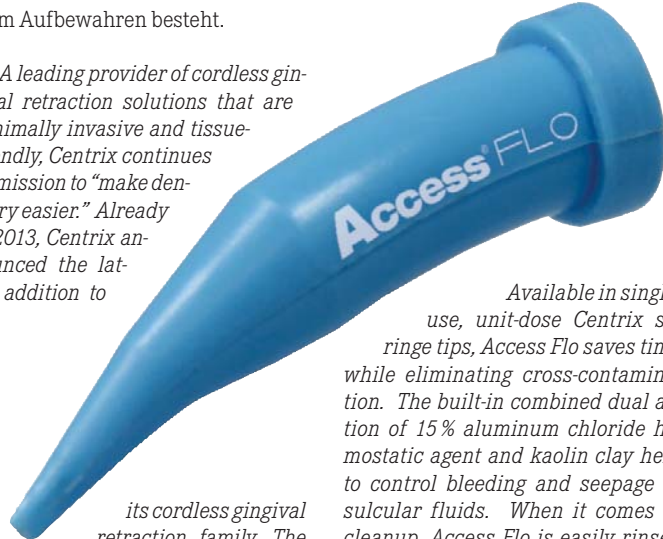 m Aufbewahren besteht.
A leading provider of cordless gin-
al retraction solutions that are
nimally invasive and tissue-
ndly, Centrix continues
mission to “make den-
ry easier.” Already
2013, Centrix an-
unced the lat-
addition to
its cordless gingival
retraction family. The
Access® FLO
Available in singl
use, unit-dose Centrix s
ringe tips, Access Flo saves tim
while eliminating cross-contamin
tion. The built-in combined dual a
tion of 15 % aluminum chloride h
mostatic agent and kaolin clay he
to control bleeding and seepage
sulcular fluids. When it comes
cleanup, Access Flo is easily rinse